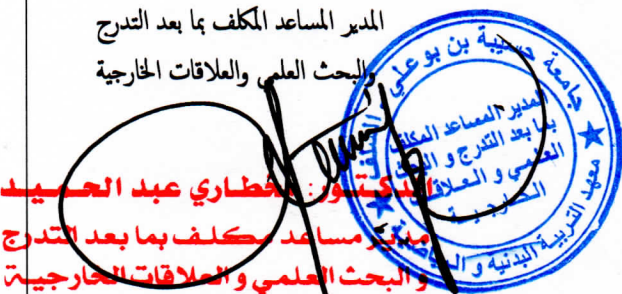 المدير المساعد المكلف بما بعد التدرج
والبحث العلمي والعلاقات الخارجية
جامعة حسيبة بن بوعلي الشلف
معهد التربية البدنية و الرياضية
المدير المساعد المكلف
بما بعد التدرج و البحث
العلمي و العلاقات
الخارجية
الدكتور: قطاري عبد الحميد
مدير مساعد مكلف بما بعد التدرج
والبحث العلمي والعلاقات الخارجية